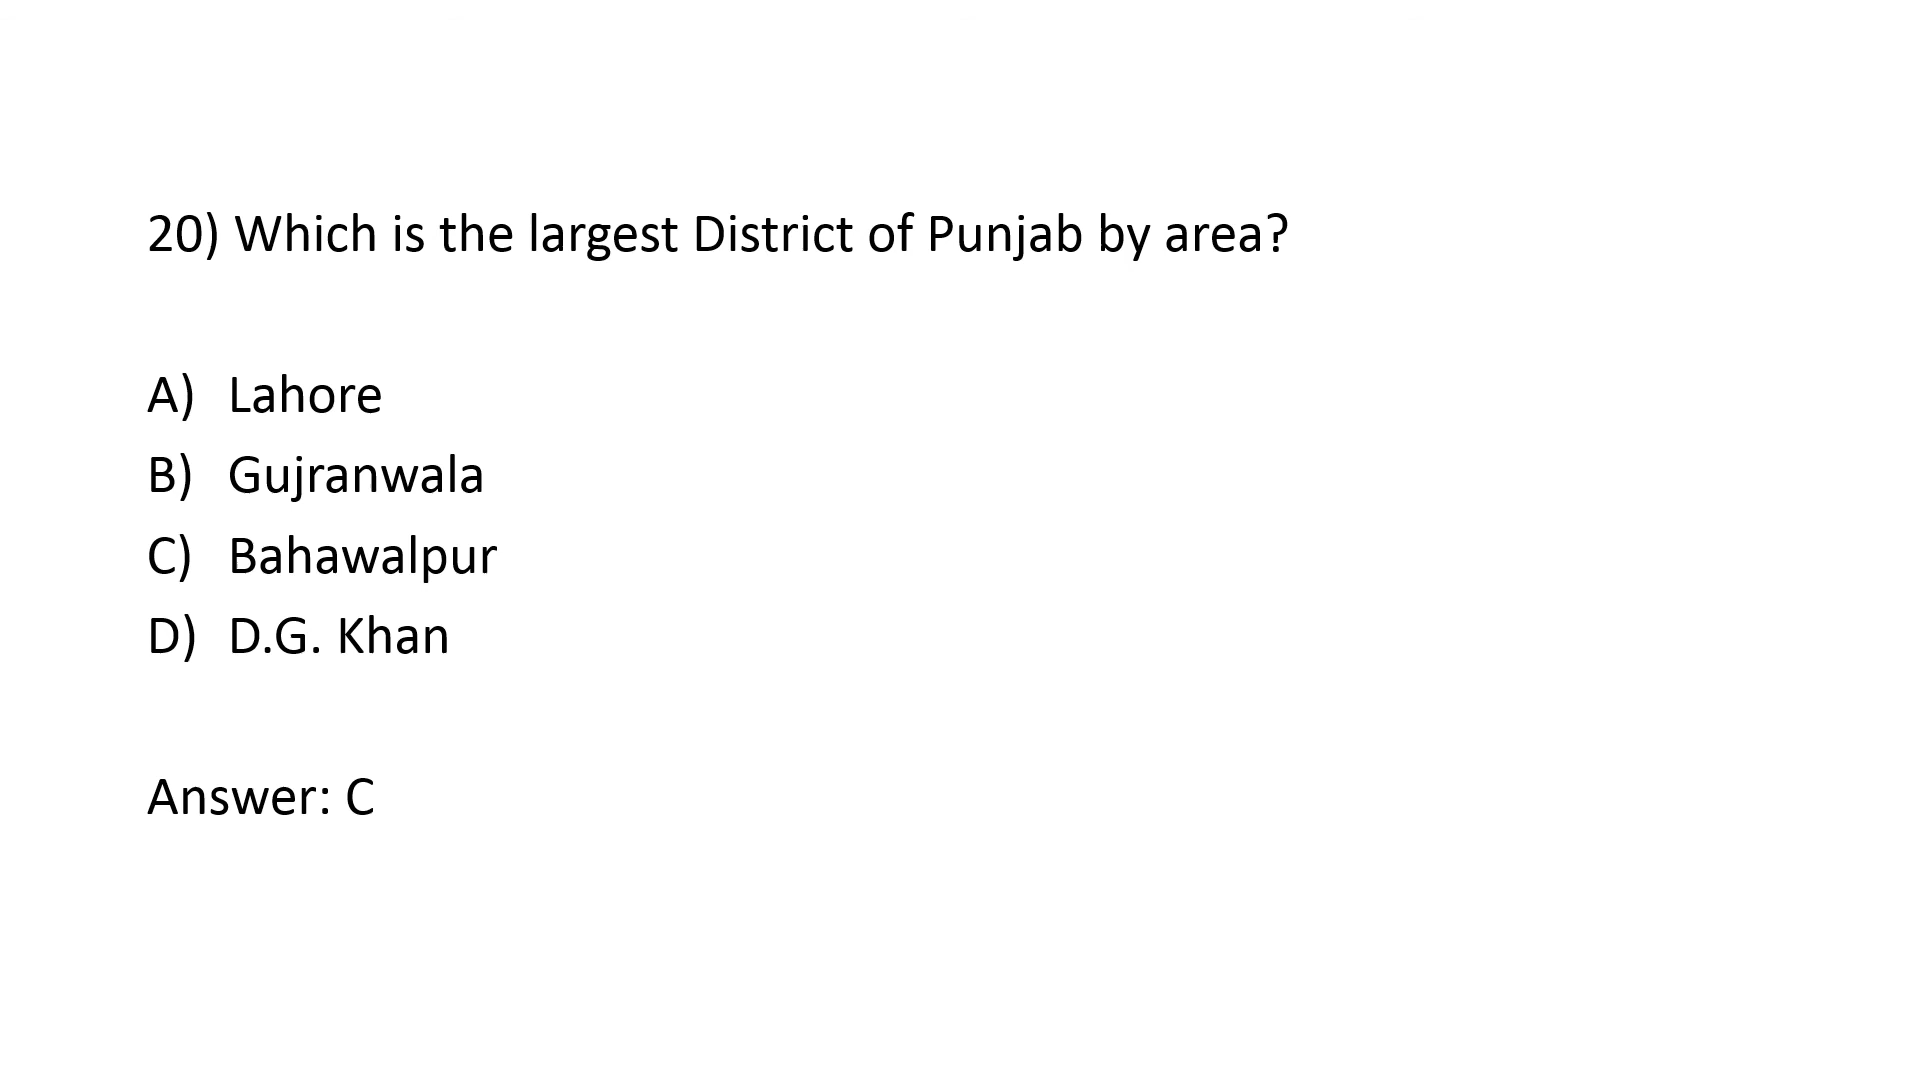 20) Which is the largest District of Punjab by area?
A) Lahore
B) Gujranwala
C) Bahawalpur
D) D.G. Khan
Answer: C